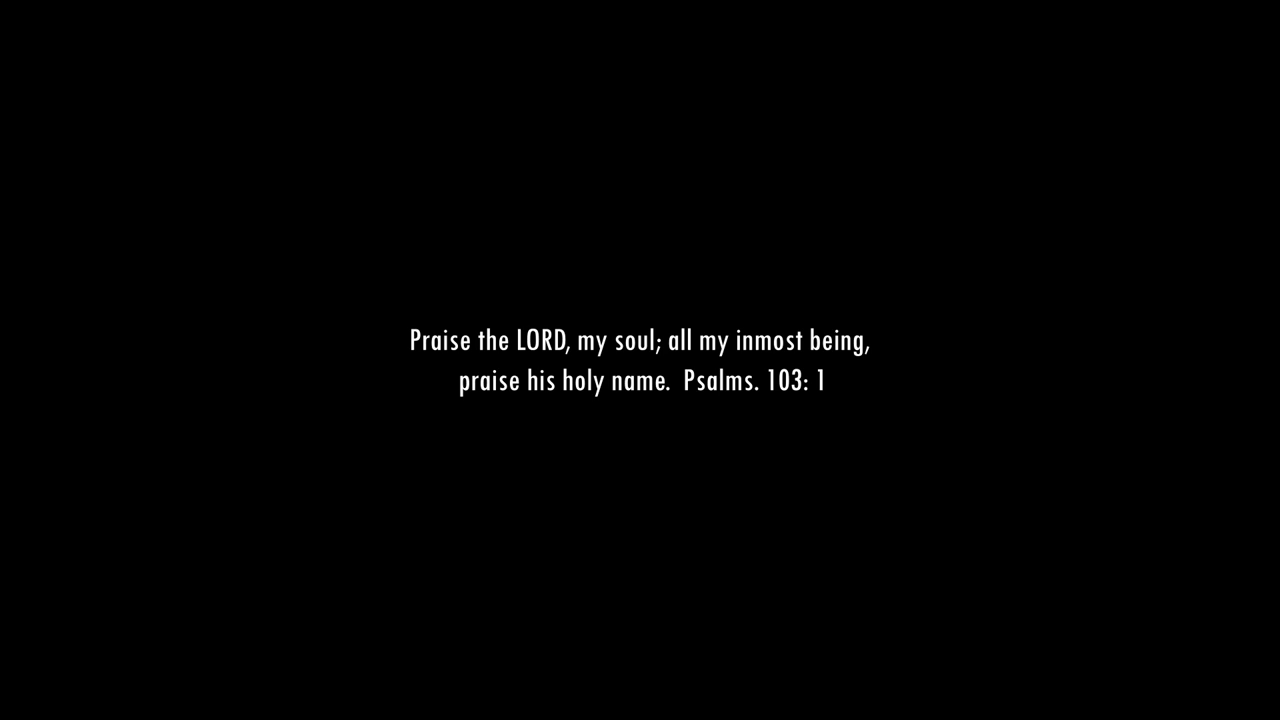 Praise the LORD, my soul; all my inmost being,
praise his holy name.  Psalms. 103: 1